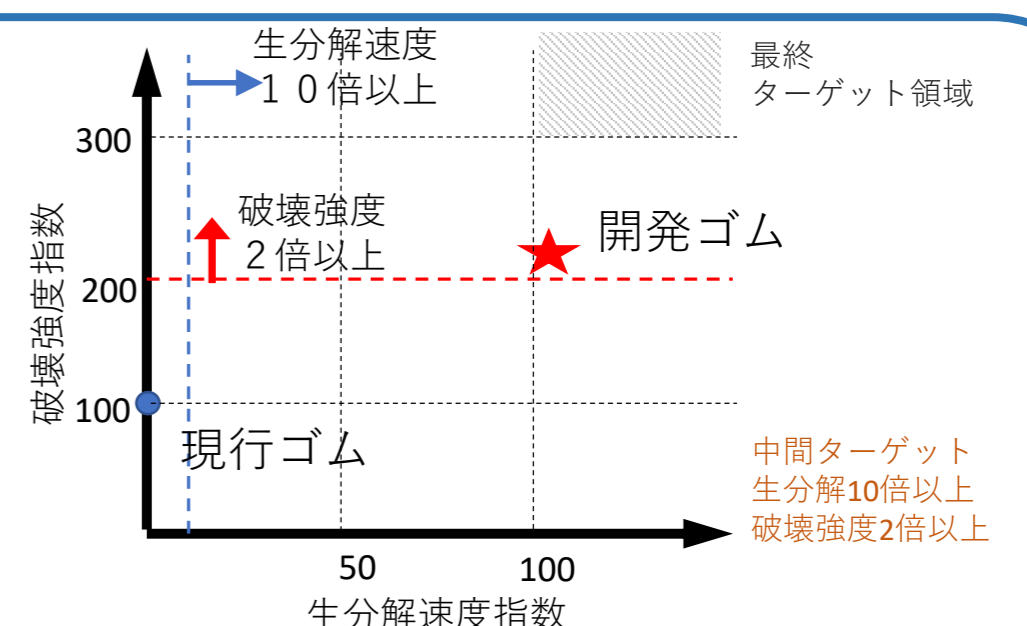 生分解速度
１０倍以上
最終
ターゲット領域
300
破壊強度
２倍以上
開発ゴム
200
破壊強度指数
100
現行ゴム
中間ターゲット
生分解10倍以上
破壊強度2倍以上
50
100
生分解速度指数